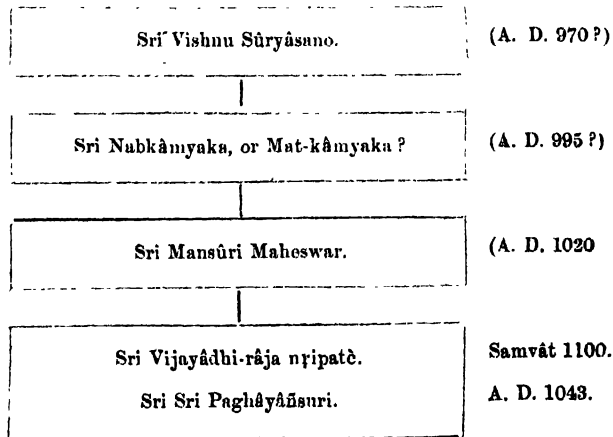 Sri Vishnu Sûryâsano. (A. D. 970 ?)
Sri Nabkâmyaka, or Mat-kâmyaka ? (A. D. 995 ?)
Sri Mansûri Maheswar. (A. D. 1020
Sri Vijayâdhi-râja nṛipatè. Samvât 1100.
Sri Sri Paghâyâñsuri. A. D. 1043.